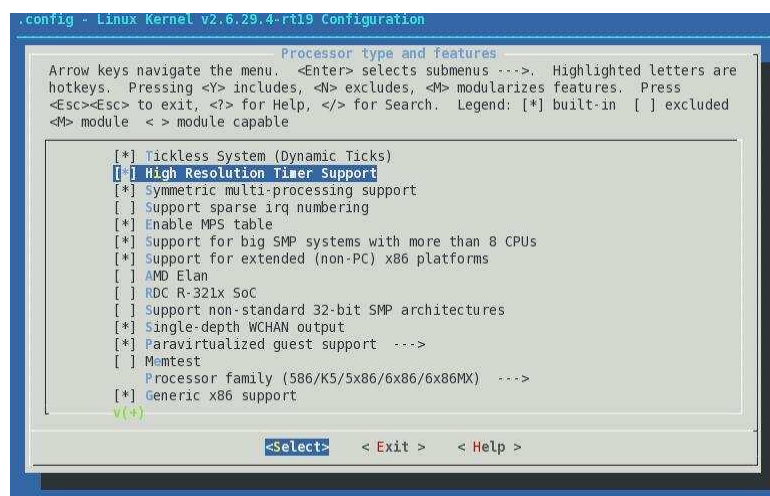 .config - Linux Kernel v2.6.29.4-rt19 Configuration
Processor type and features
Arrow keys navigate the menu.  <Enter> selects submenus --->.  Highlighted letters are
hotkeys.  Pressing <Y> includes, <N> excludes, <M> modularizes features.  Press
<Esc><Esc> to exit, <?> for Help, </> for Search.  Legend: [*] built-in  [ ] excluded
<M> module  < > module capable
[*] Tickless System (Dynamic Ticks)
[*] High Resolution Timer Support
[*] Symmetric multi-processing support
[ ] Support sparse irq numbering
[*] Enable MPS table
[*] Support for big SMP systems with more than 8 CPUs
[*] Support for extended (non-PC) x86 platforms
[ ] AMD Elan
[ ] RDC R-321x SoC
[ ] Support non-standard 32-bit SMP architectures
[*] Single-depth WCHAN output
[*] Paravirtualized guest support  --->
[ ] Memtest
Processor family (586/K5/5x86/6x86/6x86MX)  --->
[*] Generic x86 support
v(+)
<Select>    < Exit >    < Help >